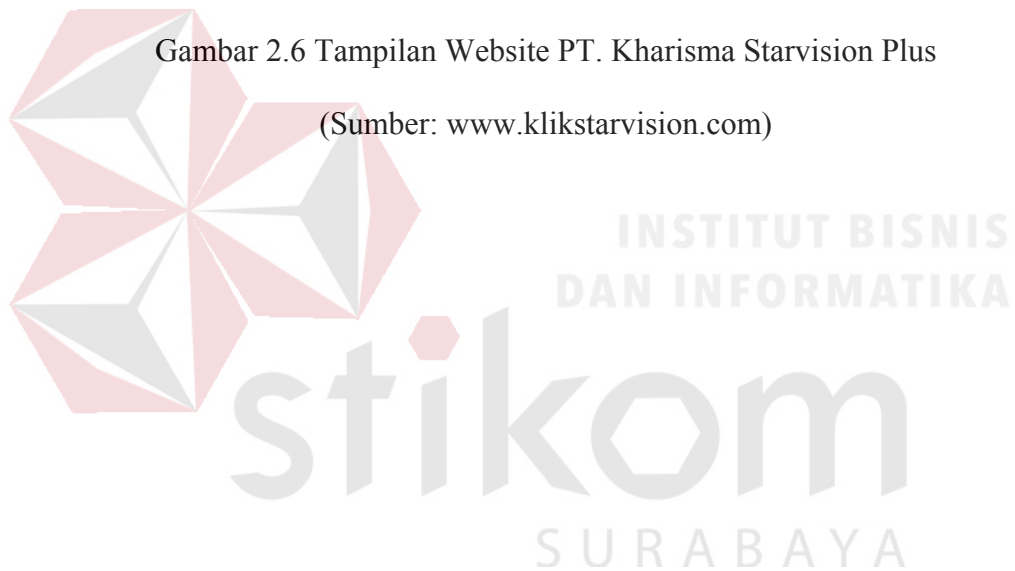 Gambar 2.6 Tampilan Website PT. Kharisma Starvision Plus
(Sumber: www.klikstarvision.com)
INSTITUT BISNIS
DAN INFORMATIKA
stikom
SURABAYA